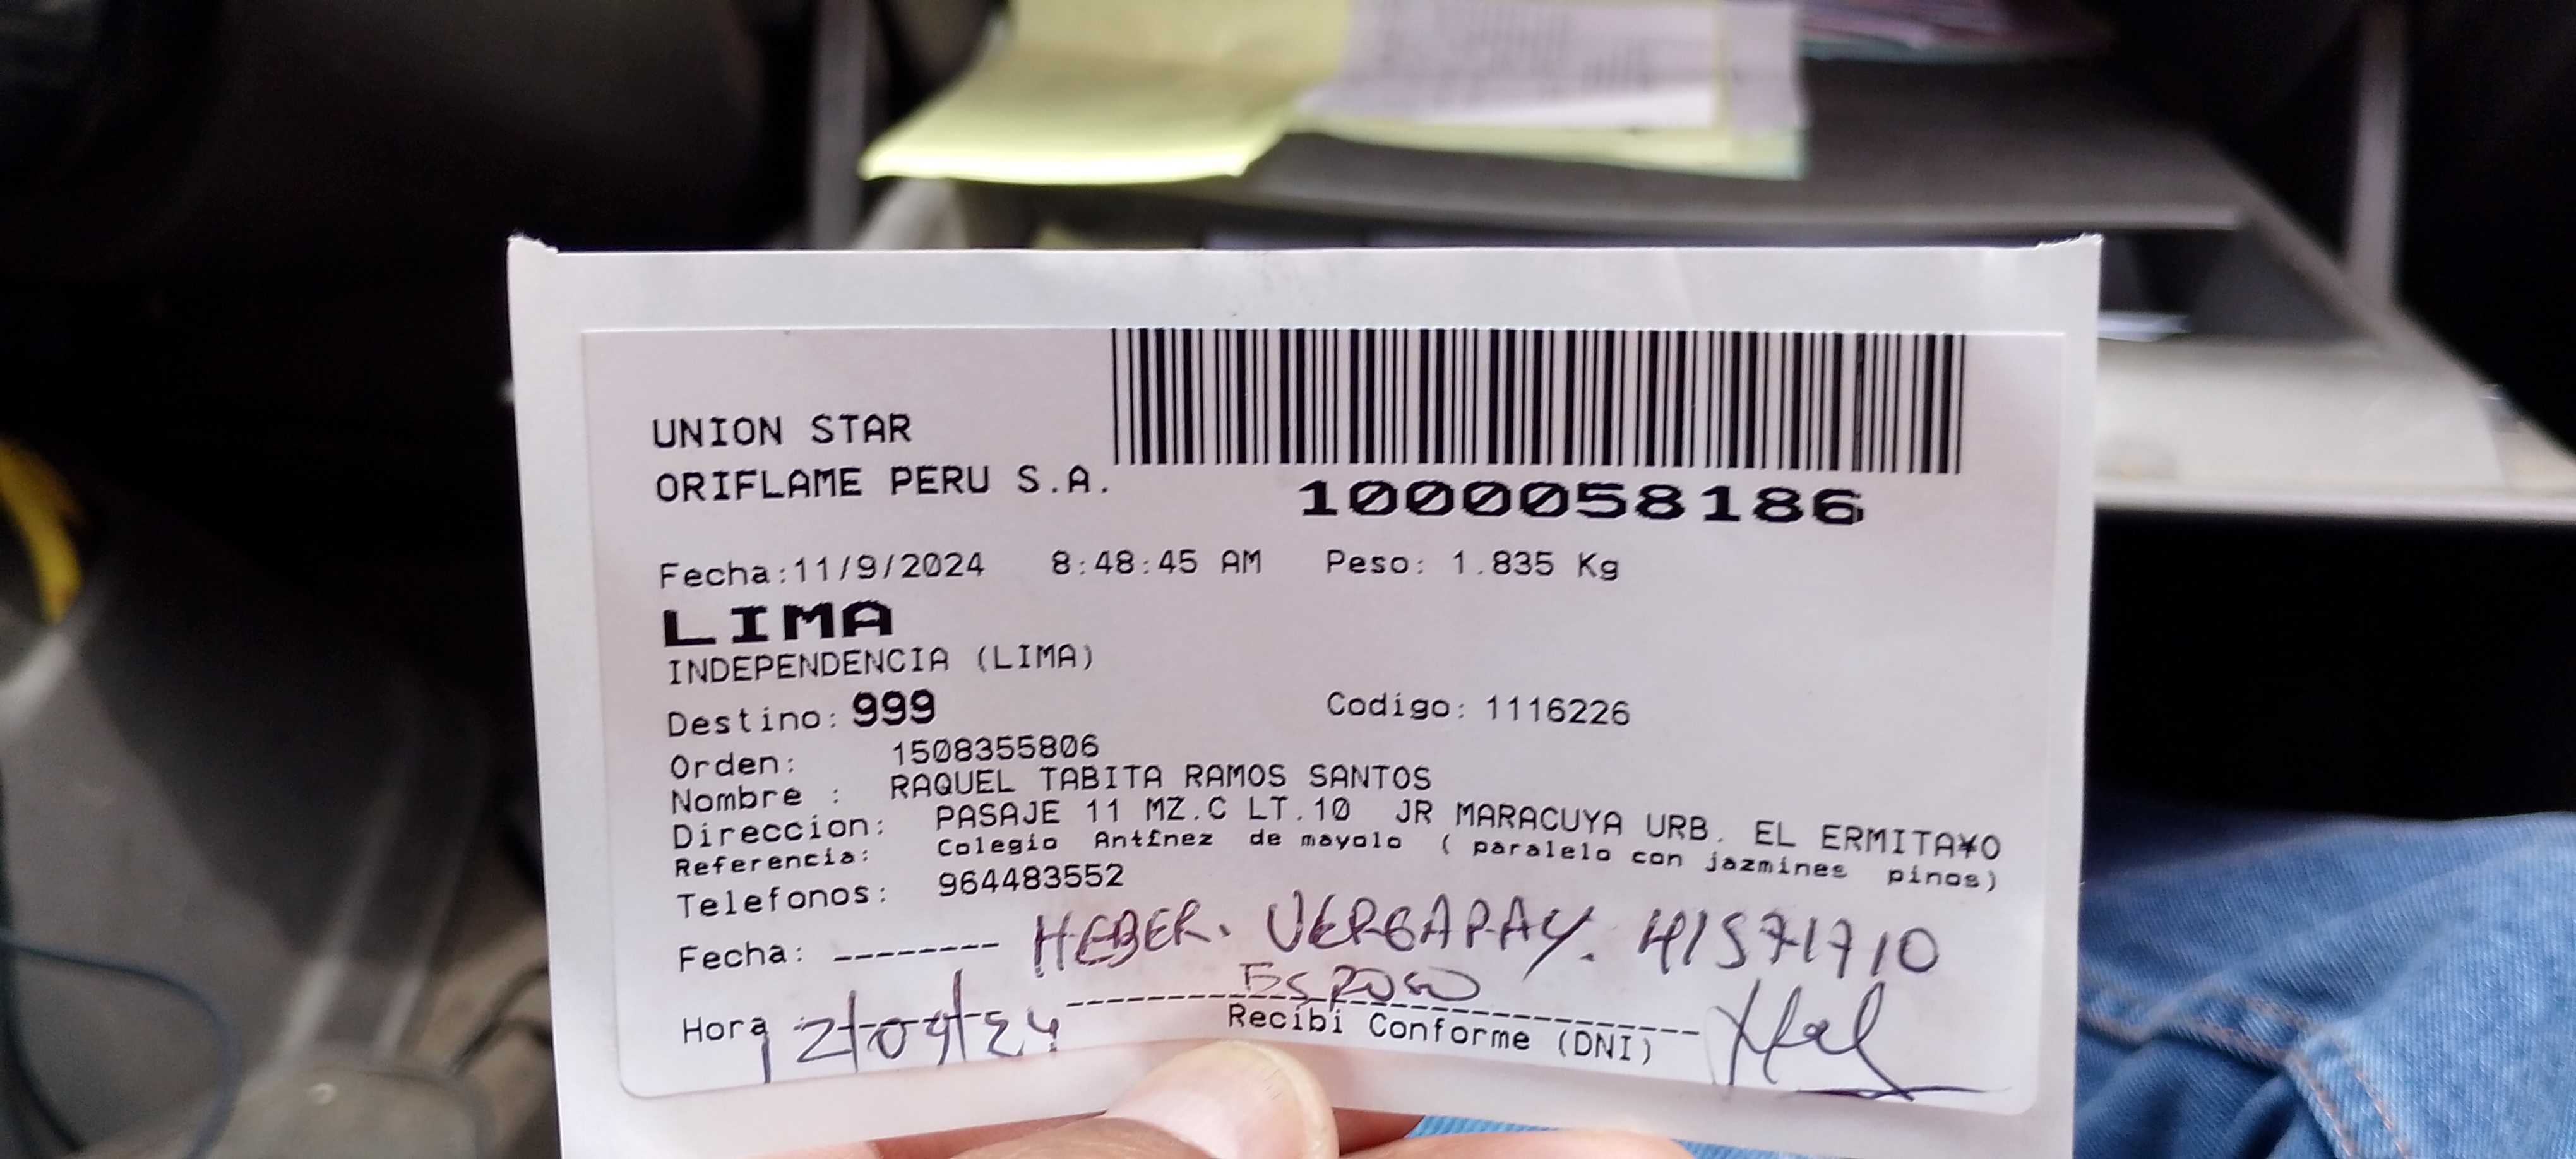 UNION STAR
ORIFLAME PERU S.A.
1000058186
Fecha:11/9/2024 8:48:45 AM Peso: 1.835 Kg
LIMA
INDEPENDENCIA (LIMA)
Destino: 999 Codigo: 1116226
Orden: 1508355806
Nombre : RAQUEL TABITA RAMOS SANTOS
Direccion: PASAJE 11 MZ.C LT.10 JR MARACUYA URB. EL ERMITA¥O
Referencia: Colegio Ant£nez de mayolo ( paralelo con jazmines pinos)
Telefonos: 964483552
Fecha: -------- HEBER. VERGARAY. 41571710
ESPOSO
Hora 12/09/24 Recibi Conforme (DNI)